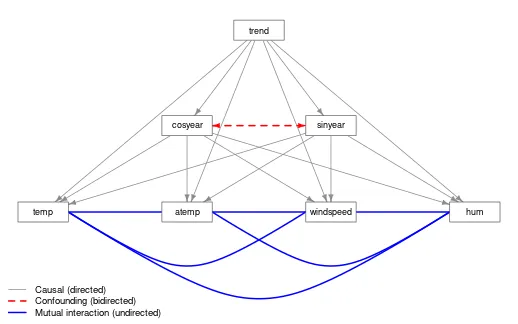 trend
cosyear
sinyear
temp
atemp
windspeed
hum
Causal (directed)
Confounding (bidirected)
Mutual interaction (undirected)